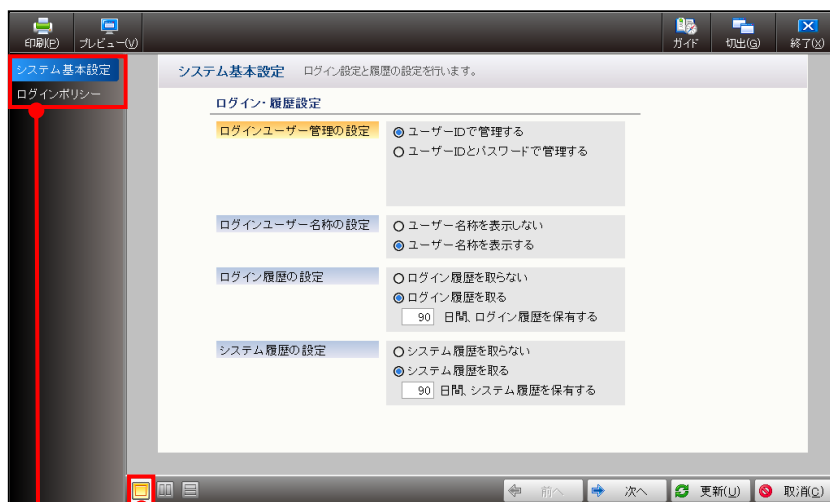 印刷(P) プレビュー(V) ガイド 切出(G) 終了(X)
システム基本設定
ログインポリシー
システム基本設定 ログイン設定と履歴の設定を行います。
ログイン・履歴設定
ログインユーザー管理の設定
ユーザーIDで管理する
ユーザーIDとパスワードで管理する
ログインユーザー名称の設定
ユーザー名称を表示しない
ユーザー名称を表示する
ログイン履歴の設定
ログイン履歴を取らない
ログイン履歴を取る
90 日間、ログイン履歴を保有する
システム履歴の設定
システム履歴を取らない
システム履歴を取る
90 日間、システム履歴を保有する
前へ 次へ 更新(U) 取消(C)